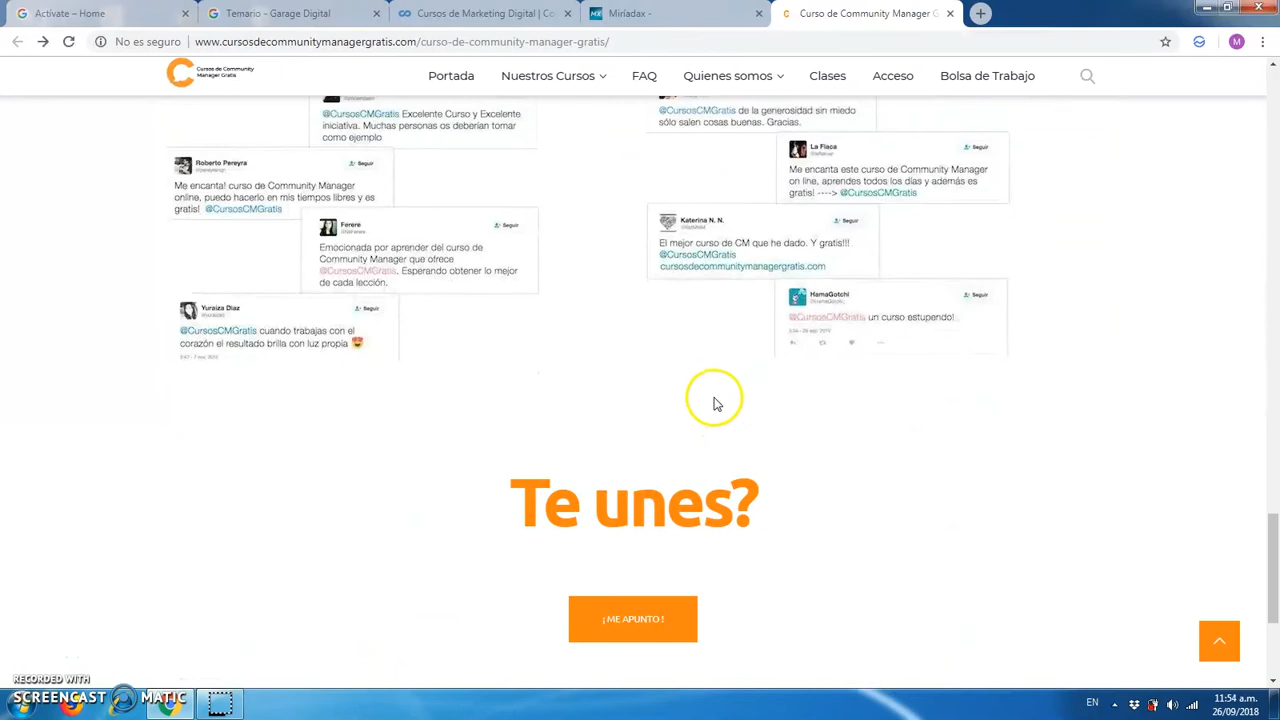 Actívate – Home
Temario - Google Digital
Cursos de Marketing Digital |
Miríadax -
Curso de Community Manager G
No es seguro
www.cursosdecommunitymanagergratis.com/curso-de-community-manager-gratis/
M
Cursos de Community
Manager Gratis
Portada
Nuestros Cursos
FAQ
Quienes somos
Clases
Acceso
Bolsa de Trabajo
@CursosCMGratis Excelente Curso y Excelente
iniciativa. Muchas personas os deberían tomar
como ejemplo
@CursosCMGratis de la generosidad sin miedo
sólo salen cosas buenas. Gracias.
Roberto Pereyra
Seguir
Me encanta! curso de Community Manager
online, puedo hacerlo en mis tiempos libres y es
gratis! @CursosCMGratis
La Flaca
Seguir
Me encanta este curso de Community Manager
on line, aprendes todos los días y además es
gratis! ----> @CursosCMGratis
Ferere
Seguir
Emocionada por aprender del curso de
Community Manager que ofrece
@CursosCMGratis. Esperando obtener lo mejor
de cada lección.
Katerina N. N.
Seguir
El mejor curso de CM que he dado. Y gratis!!!
@CursosCMGratis
cursosdecommunitymanagergratis.com
Yuraiza Diaz
Seguir
@CursosCMGratis cuando trabajas con el
corazón el resultado brilla con luz propia
HamaGotchi
Seguir
@CursosCMGratis un curso estupendo!
Te unes?
¡ ME APUNTO !
RECORDED WITH
SCREENCAST MATIC
EN
11:54 a.m.
26/09/2018